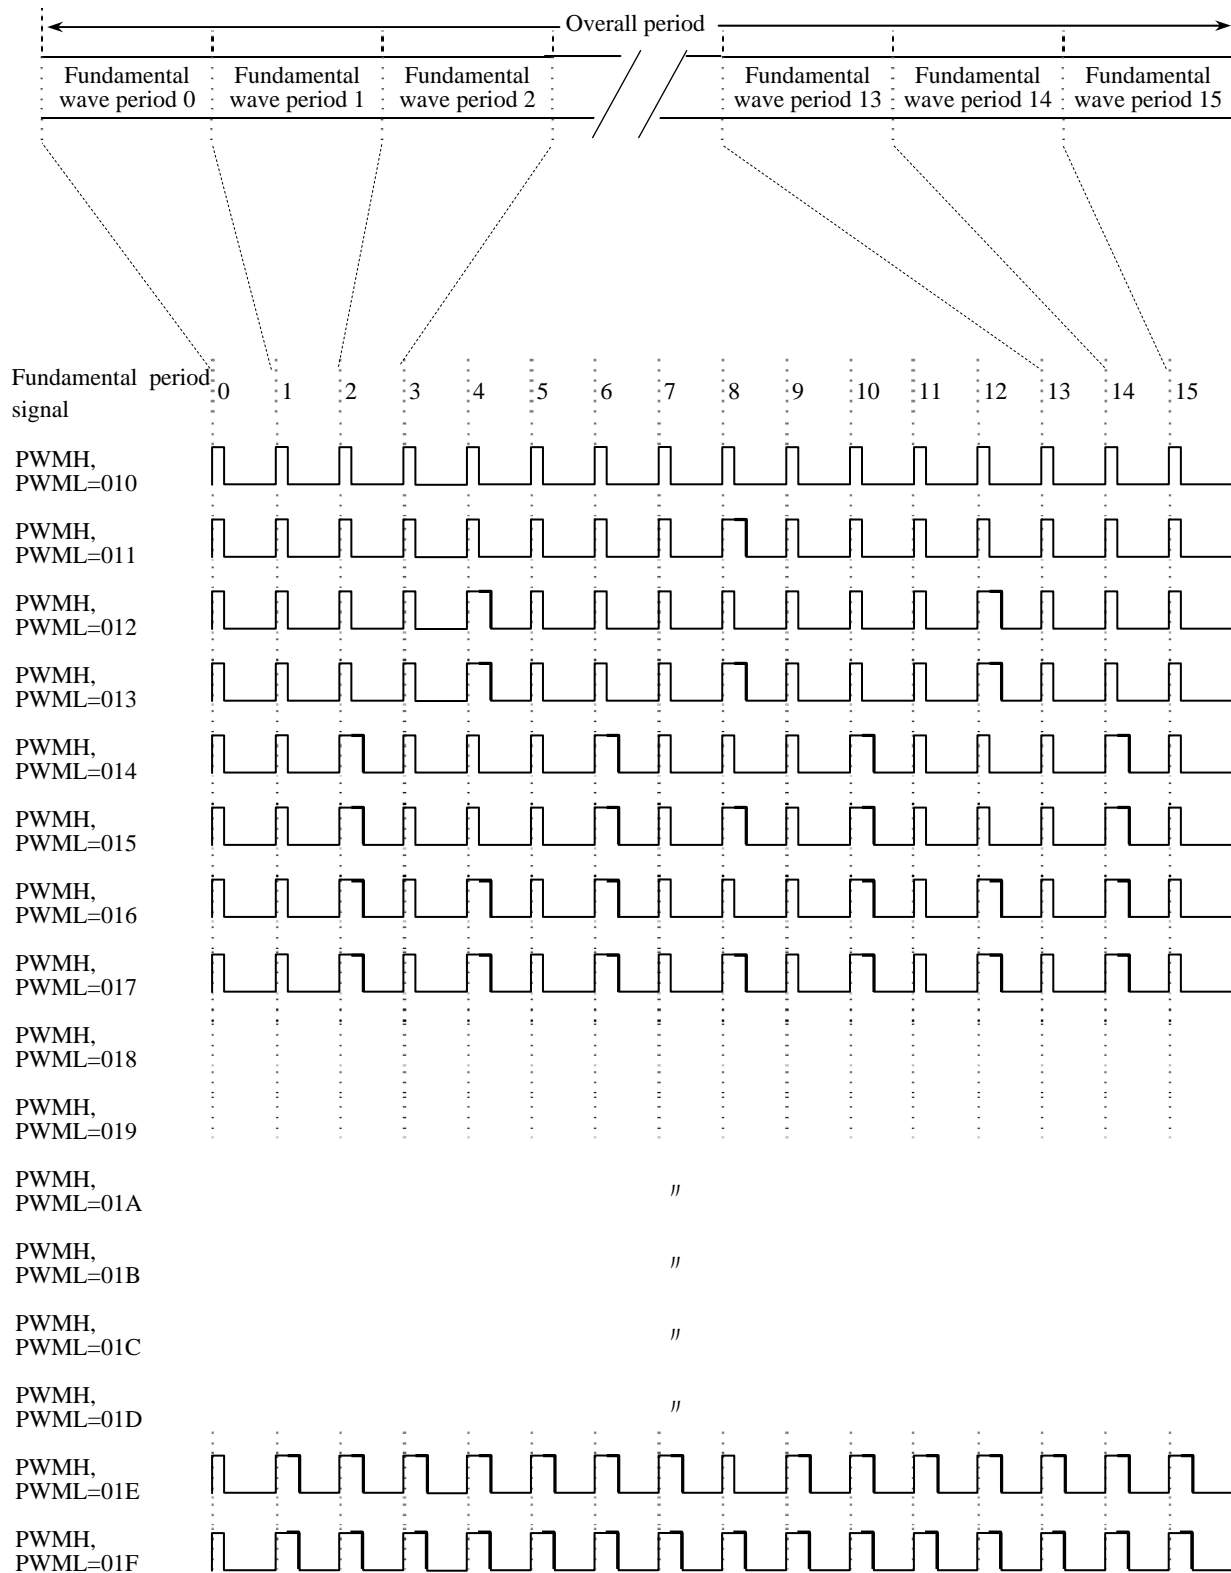 Overall period
Fundamental wave period 0
Fundamental wave period 1
Fundamental wave period 2
Fundamental wave period 13
Fundamental wave period 14
Fundamental wave period 15
Fundamental period
signal
0 1 2 3 4 5 6 7 8 9 10 11 12 13 14 15
PWMH,
PWML=010
PWMH,
PWML=011
PWMH,
PWML=012
PWMH,
PWML=013
PWMH,
PWML=014
PWMH,
PWML=015
PWMH,
PWML=016
PWMH,
PWML=017
PWMH,
PWML=018
PWMH,
PWML=019
PWMH,
PWML=01A
〃
PWMH,
PWML=01B
〃
PWMH,
PWML=01C
〃
PWMH,
PWML=01D
〃
PWMH,
PWML=01E
PWMH,
PWML=01F